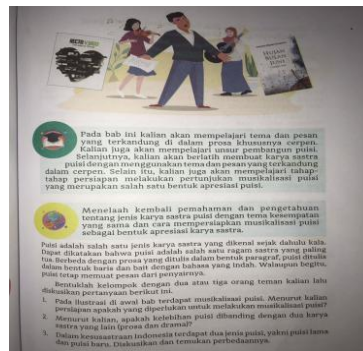 HUJAN
BULAN
JUNI
Pada bab ini kalian akan mempelajari tema dan pesan
yang terkandung di dalam prosa khususnya cerpen.
Kalian juga akan mempelajari unsur pembangun puisi.
Selanjutnya, kalian akan berlatih membuat karya sastra
puisi dengan menggunakan tema dan pesan yang terkandung
dalam cerpen. Selain itu, kalian juga akan mempelajari tahap-
tahap persiapan melakukan pertunjukan musikalisasi puisi
yang merupakan salah satu bentuk apresiasi puisi.
Menelaah kembali pemahaman dan pengetahuan
tentang jenis karya sastra puisi dengan tema kesempatan
yang sama dan cara mempersiapkan musikalisasi puisi
sebagai bentuk apresiasi karya sastra.
Puisi adalah salah satu jenis karya sastra yang dikenal sejak dahulu kala.
Dapat dikatakan bahwa puisi adalah salah satu ragam sastra yang paling
tua. Berbeda dengan prosa yang ditulis dalam bentuk paragraf, puisi ditulis
dalam bentuk baris dan bait dengan bahasa yang indah. Walaupun begitu,
puisi tetap memuat pesan dari penyairnya.
Bentuklah kelompok dengan dua atau tiga orang teman kalian lalu
diskusikan pertanyaan berikut ini.
1. Pada ilustrasi di awal bab terdapat musikalisasi puisi. Menurut kalian
persiapan apakah yang diperlukan untuk melakukan musikalisasi puisi?
2. Menurut kalian, apakah kelebihan puisi dibanding dengan dua karya
sastra yang lain (prosa dan drama)?
3. Dalam kesusastraan Indonesia terdapat dua jenis puisi, yakni puisi lama
dan puisi baru. Diskusikan dan temukan perbedaannya.